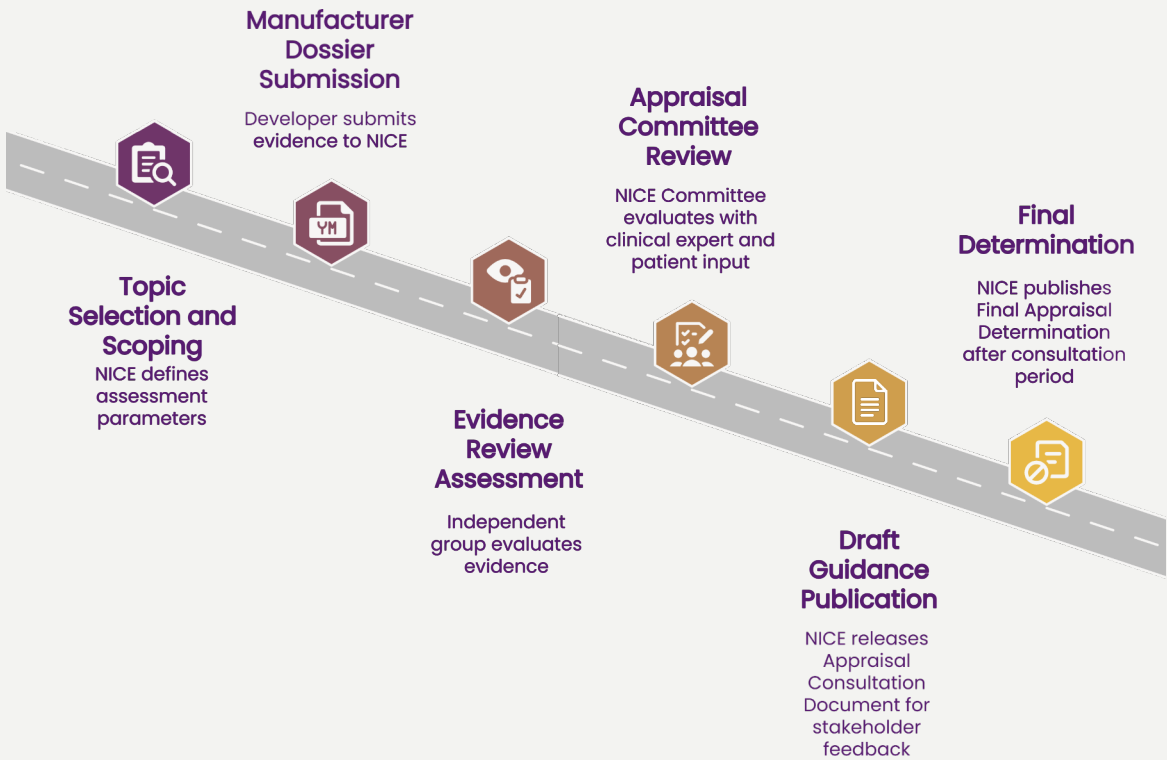 Manufacturer
Dossier
Submission
Developer submits
evidence to NICE
Topic
Selection and
Scoping
NICE defines
assessment
parameters
YM
Evidence
Review
Assessment
Independent
group evaluates
evidence
Appraisal
Committee
Review
NICE Committee
evaluates with
clinical expert and
patient input
Draft
Guidance
Publication
NICE releases
Appraisal
Consultation
Document for
stakeholder
feedback
Final
Determination
NICE publishes
Final Appraisal
Determination
after consultation
period